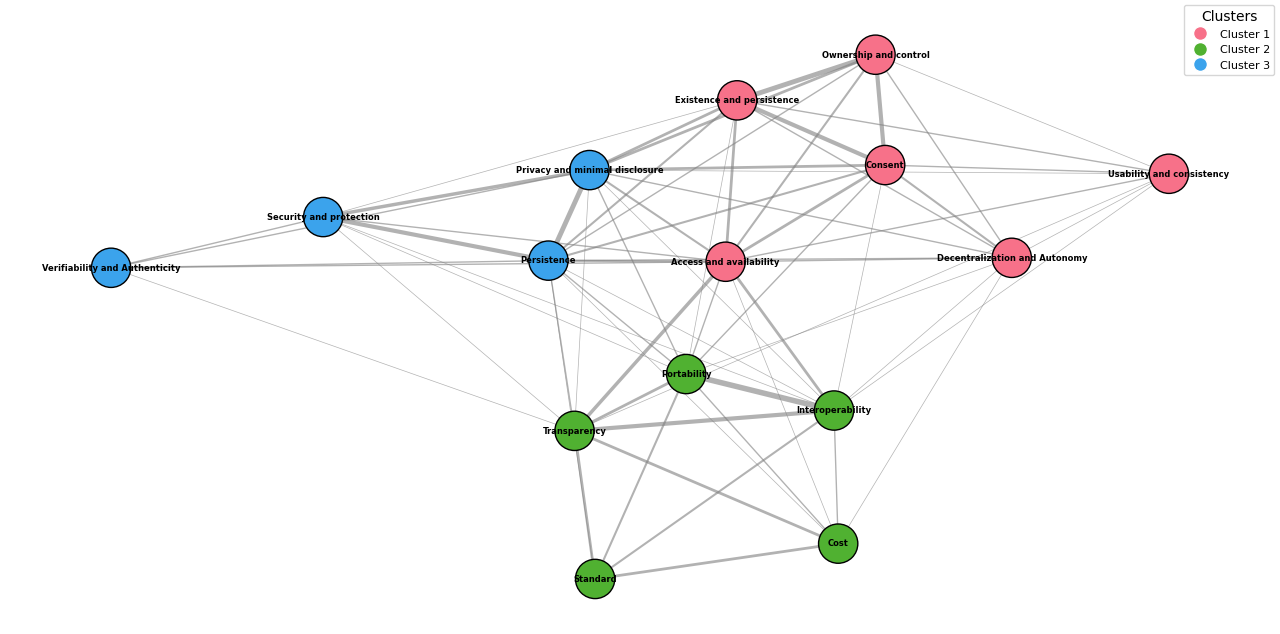 Clusters
Cluster 1
Cluster 2
Cluster 3
Ownership and control
Existence and persistence
Consent
Privacy and minimal disclosure
Usability and consistency
Security and protection
Verifiability and Authenticity
Persistence
Access and availability
Decentralization and Autonomy
Portability
Interoperability
Transparency
Cost
Standard